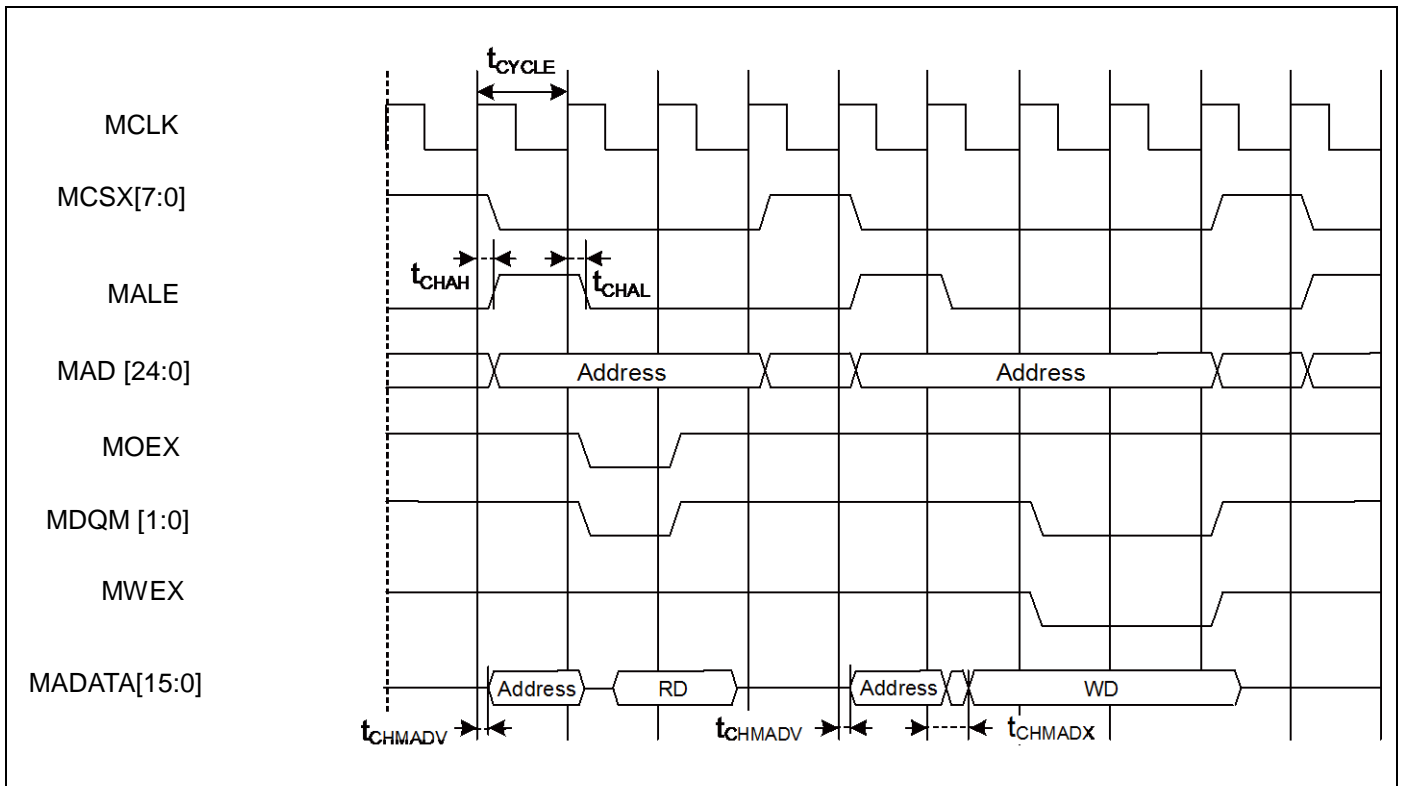 tCYCLE
MCLK
MCSX[7:0]
tCHAH
tCHAL
MALE
MAD [24:0]
Address
Address
MOEX
MDQM [1:0]
MWEX
MADATA[15:0]
Address
RD
Address
WD
tCHMADV
tCHMADV
tCHMADX